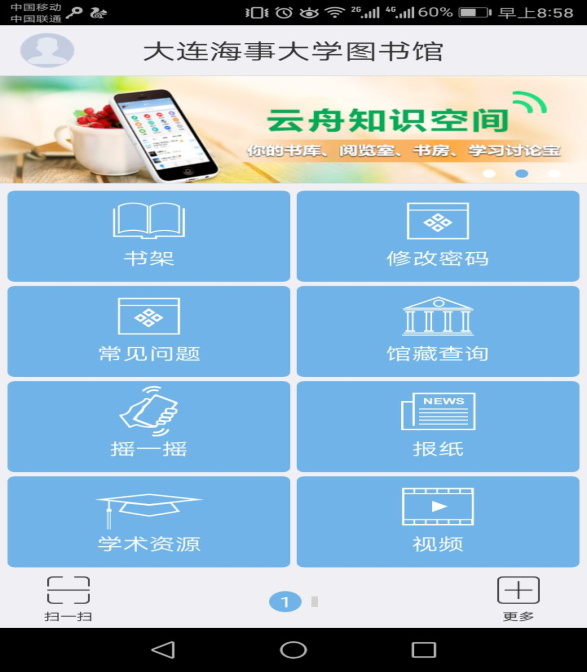 中国移动
中国联通
2G 4G 60% 早上8:58
大连海事大学图书馆
云舟知识空间
你的书库、阅览室、书房、学习讨论宝
书架
修改密码
常见问题
馆藏查询
摇一摇
NEWS
报纸
学术资源
视频
扫一扫
1
更多